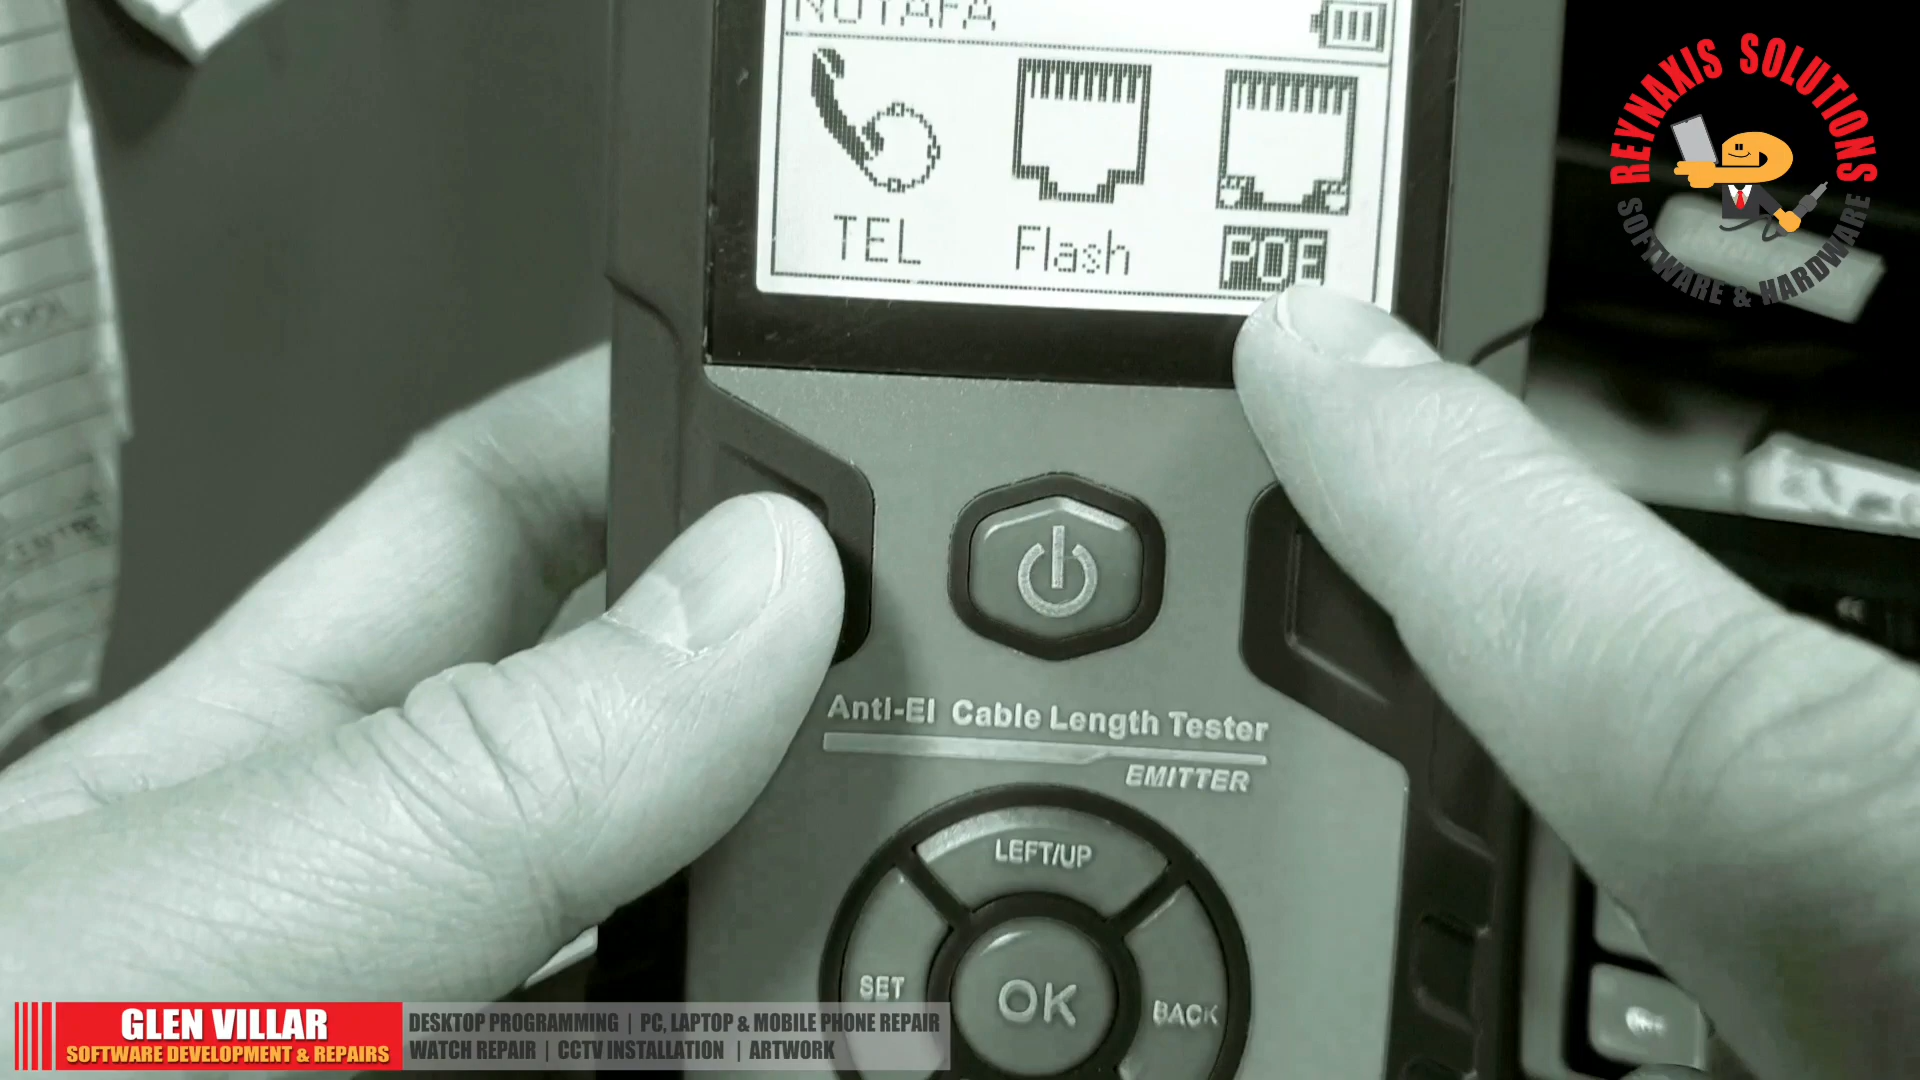 NOYAFA
TEL
Flash
POE
REYNAXIS SOLUTIONS
SOFTWARE & HARDWARE
Anti-EI Cable Length Tester
EMITTER
LEFT/UP
SET
OK
BACK
GLEN VILLAR
SOFTWARE DEVELOPMENT & REPAIRS
DESKTOP PROGRAMMING | PC, LAPTOP & MOBILE PHONE REPAIR
WATCH REPAIR | CCTV INSTALLATION | ARTWORK